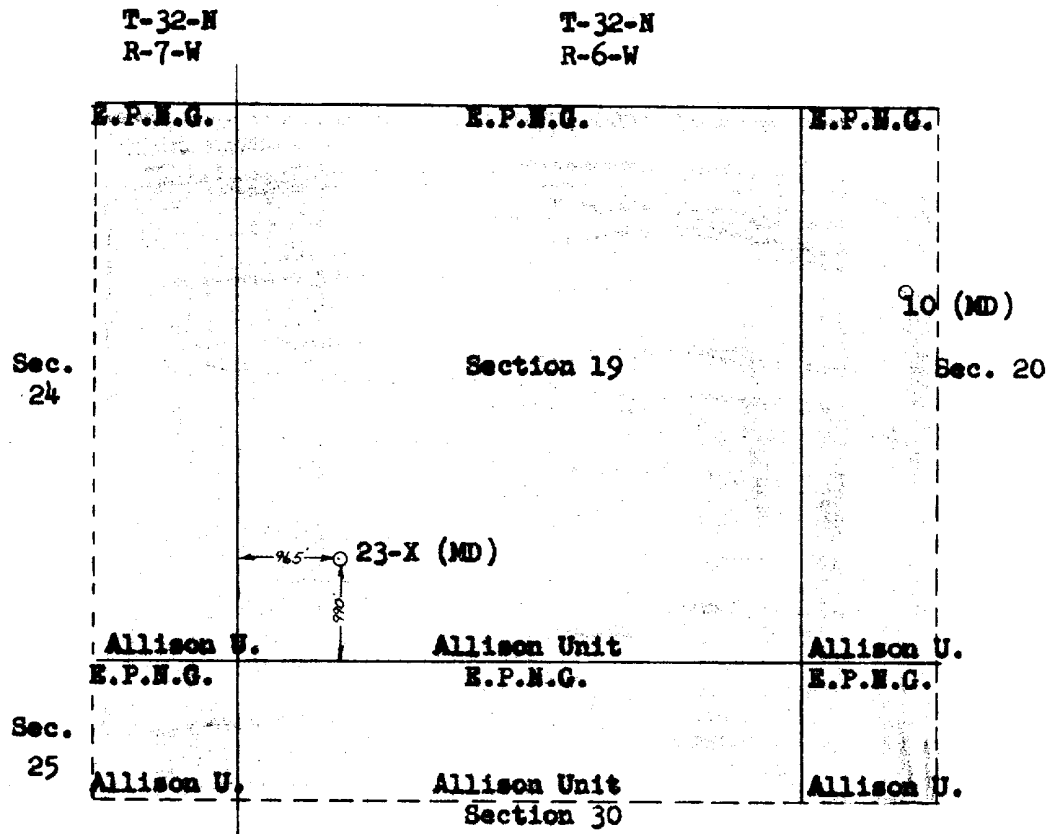 T-32-N
R-7-W
T-32-N
R-6-W
E.P.N.G.
E.P.N.G.
E.P.N.G.
10 (MD)
Sec.
24
Section 19
Sec. 20
965'
23-X (MD)
990'
Allison U.
Allison Unit
Allison U.
E.P.N.G.
E.P.N.G.
E.P.N.G.
Sec.
25
Allison U.
Allison Unit
Allison U.
Section 30